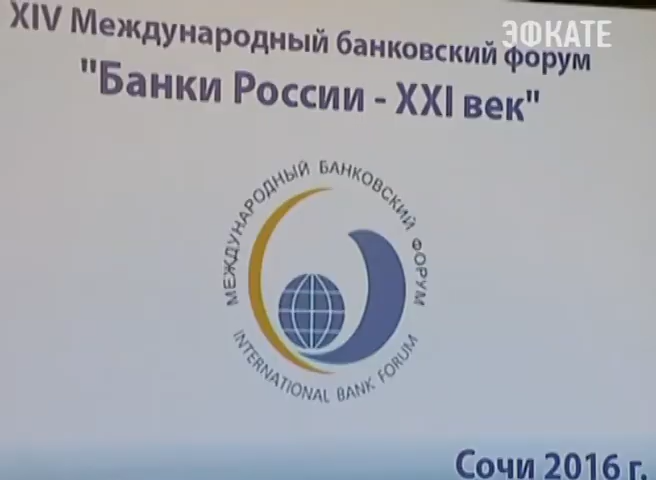 ЭФКАТЕ
XIV Международный банковский форум
"Банки России - XXI век"
МЕЖДУНАРОДНЫЙ БАНКОВСКИЙ ФОРУМ
INTERNATIONAL BANK FORUM
Сочи 2016 г.